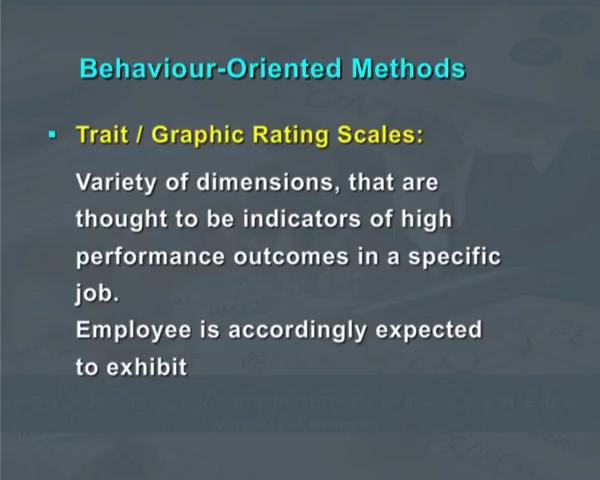 Behaviour-Oriented Methods
▪ Trait / Graphic Rating Scales:
Variety of dimensions, that are
thought to be indicators of high
performance outcomes in a specific
job.
Employee is accordingly expected
to exhibit